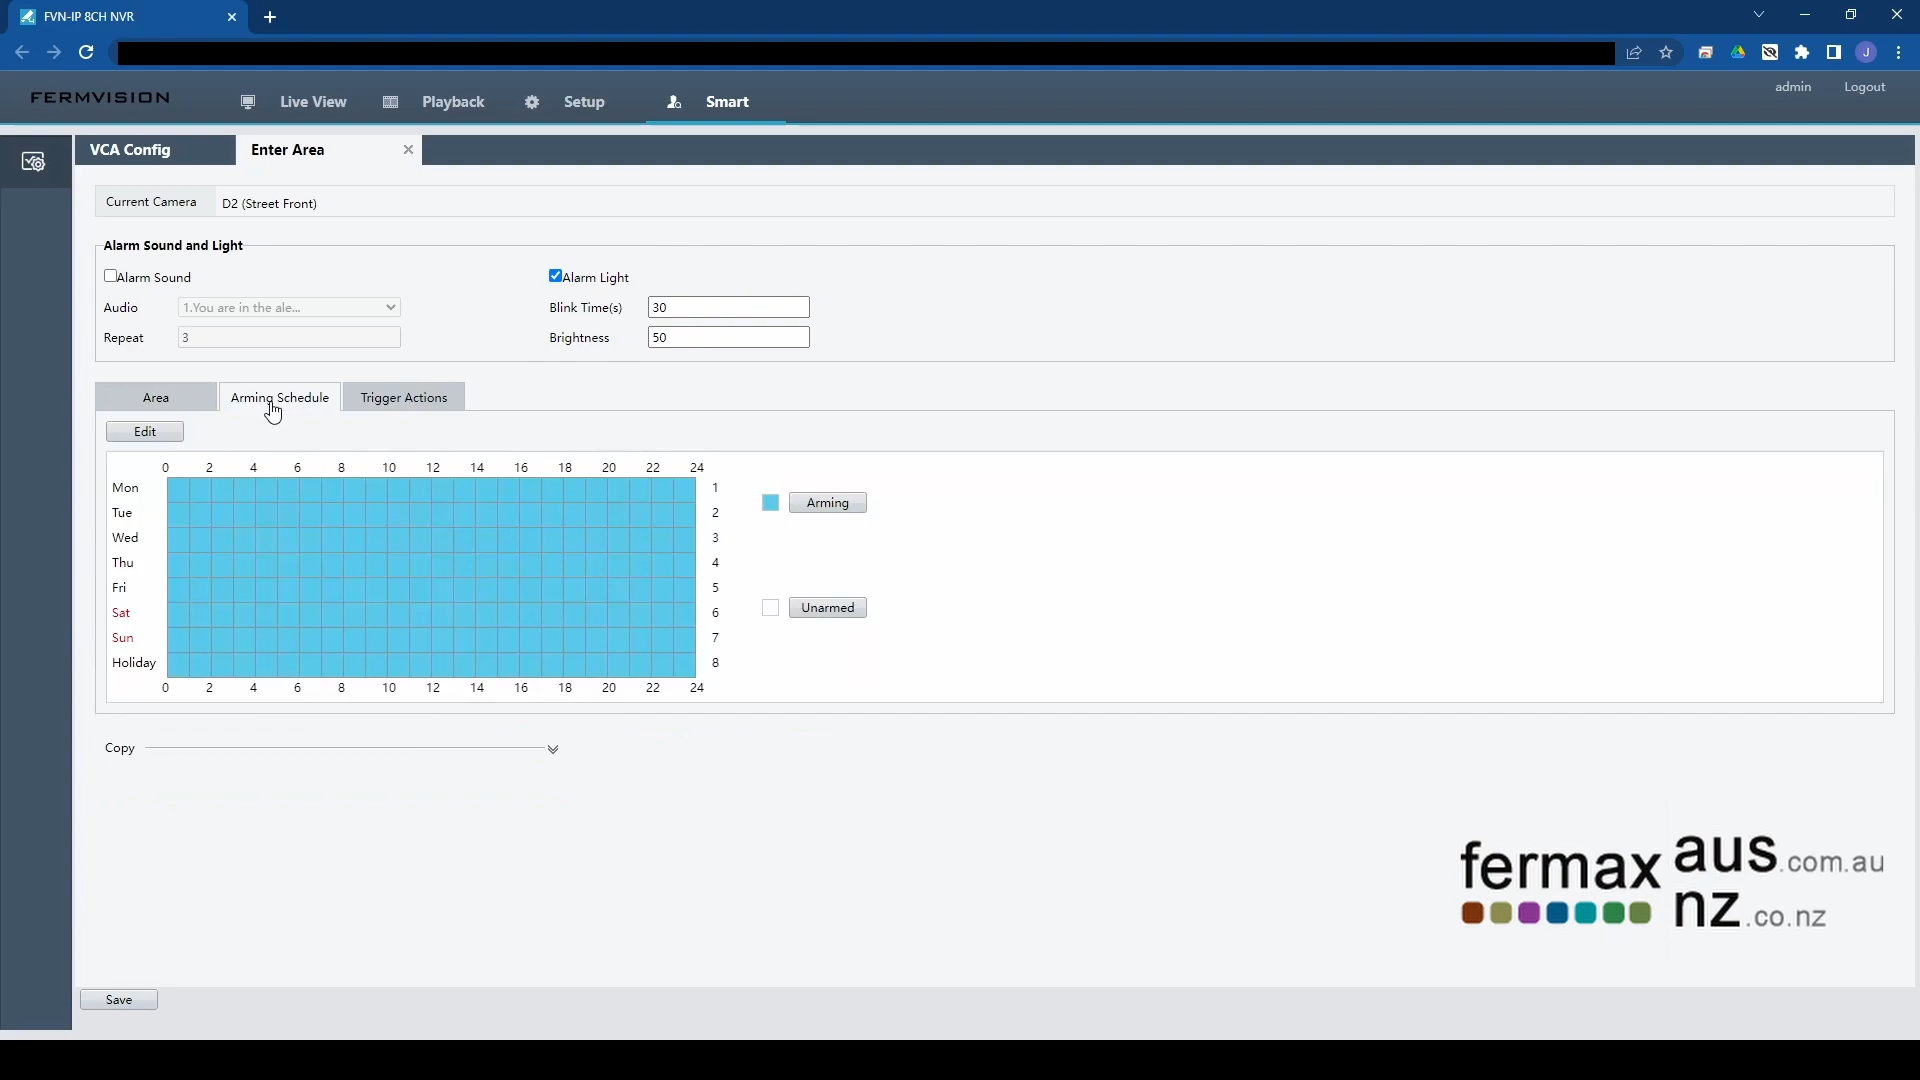 FVN-IP 8CH NVR
J
FERMVISION
Live View
Playback
Setup
Smart
admin
Logout
VCA Config
Enter Area
Current Camera
D2 (Street Front)
Alarm Sound and Light
Alarm Sound
Alarm Light
Audio
1.You are in the ale...
Blink Time(s)
30
Repeat
3
Brightness
50
Area
Arming Schedule
Trigger Actions
Edit
0 2 4 6 8 10 12 14 16 18 20 22 24
Mon 1
Arming
Tue 2
Wed 3
Thu 4
Fri 5
Unarmed
Sat 6
Sun 7
Holiday 8
0 2 4 6 8 10 12 14 16 18 20 22 24
Copy
fermax aus.com.au
nz.co.nz
Save